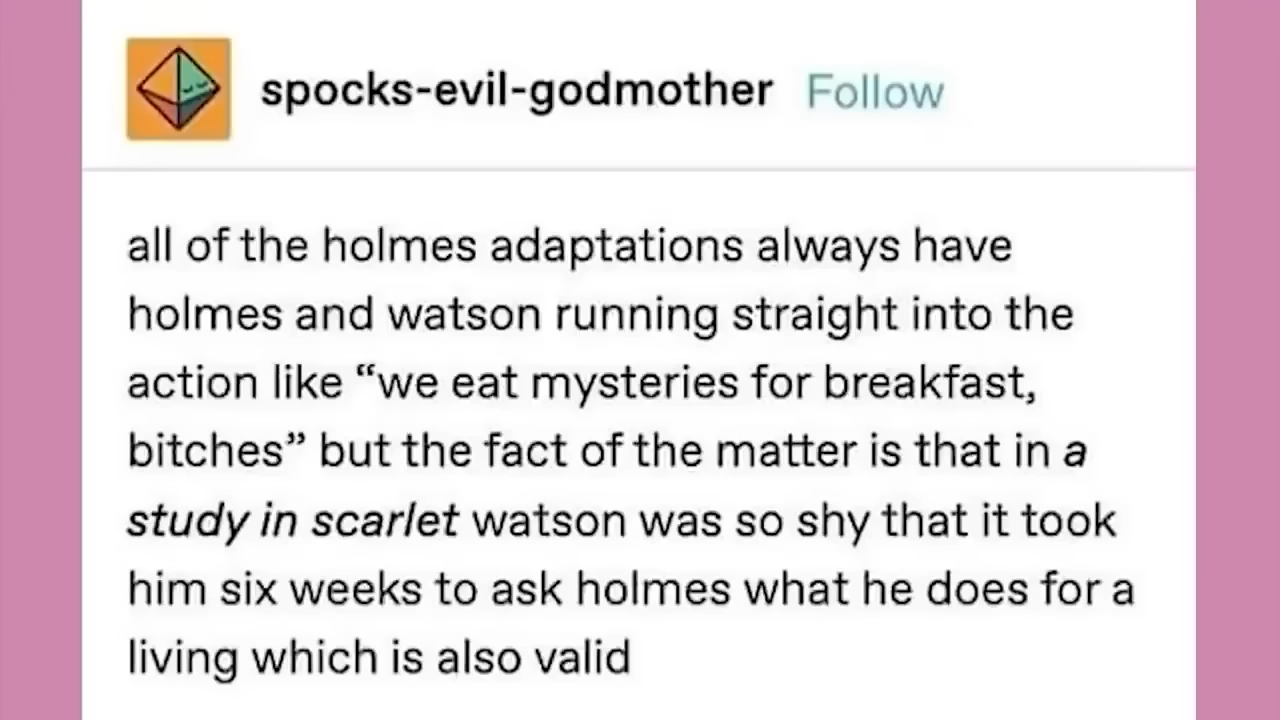 spocks-evil-godmother Follow
all of the holmes adaptations always have
holmes and watson running straight into the
action like “we eat mysteries for breakfast,
bitches” but the fact of the matter is that in a
study in scarlet watson was so shy that it took
him six weeks to ask holmes what he does for a
living which is also valid